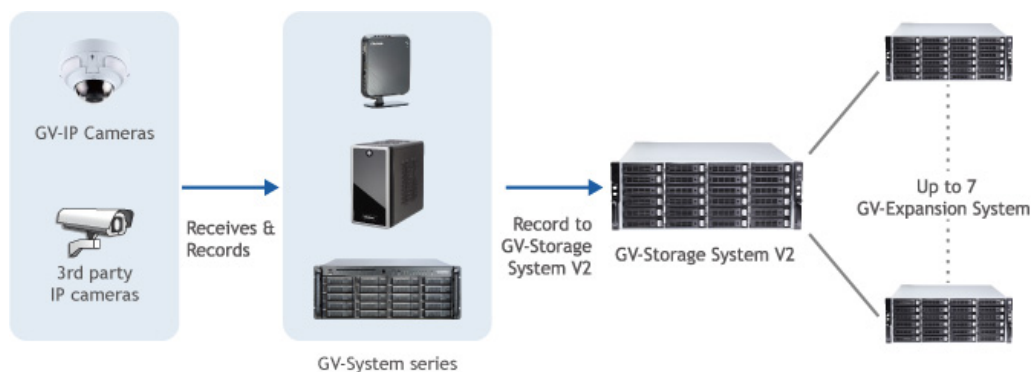 GV-IP Cameras
3rd party
IP cameras
Receives &
Records
GV-System series
Record to
GV-Storage
System V2
GV-Storage System V2
Up to 7
GV-Expansion System